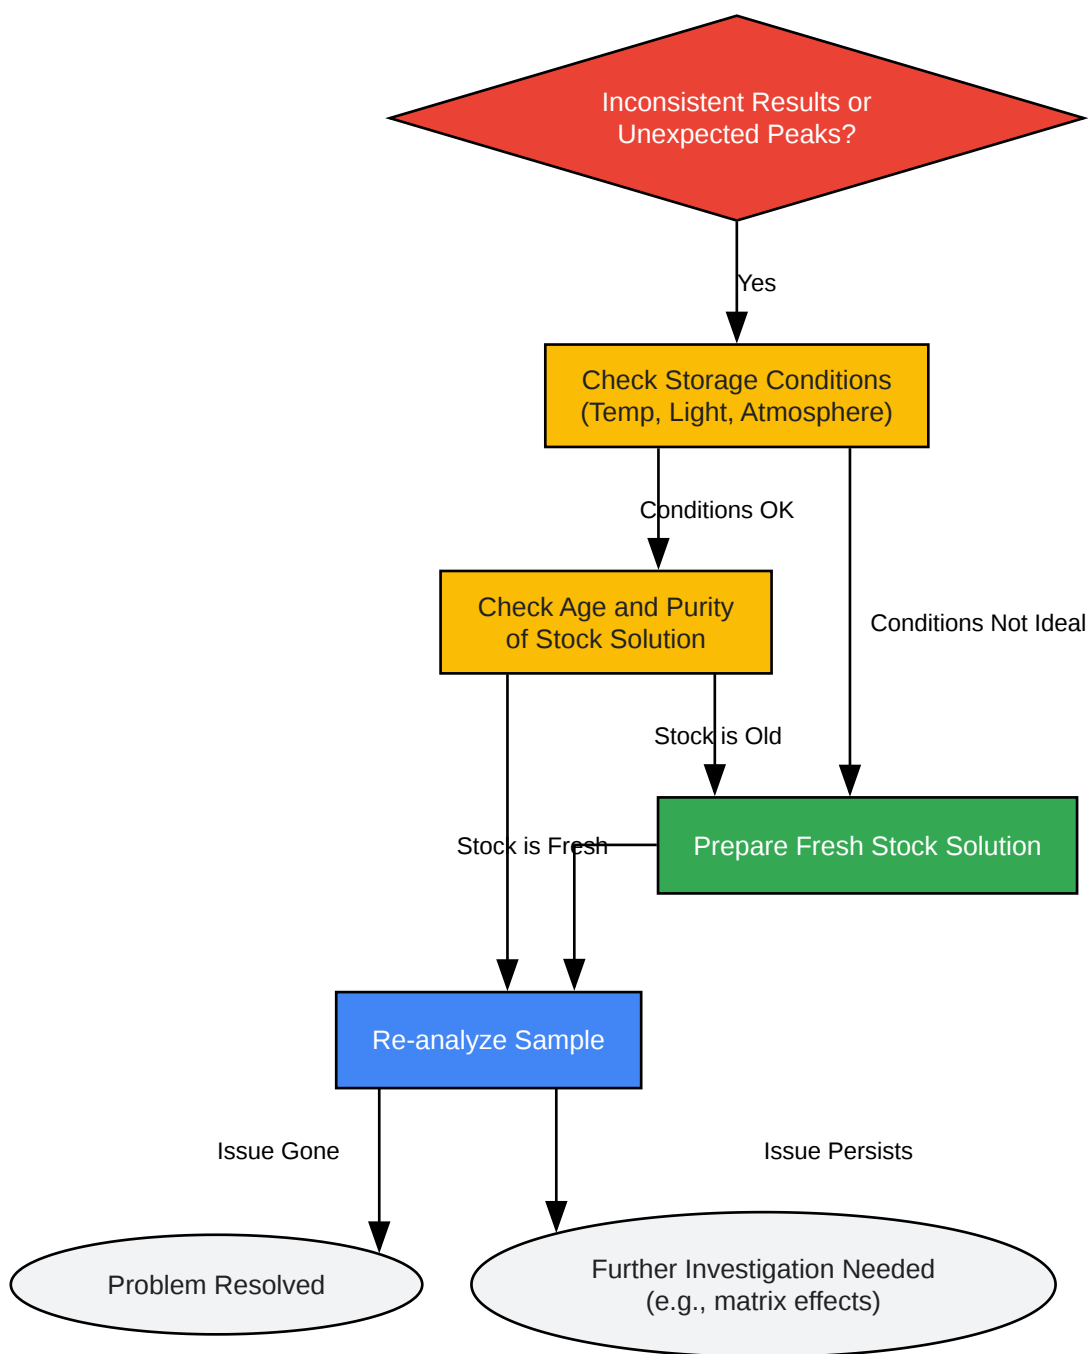 Inconsistent Results or
Unexpected Peaks?
Yes
Check Storage Conditions
(Temp, Light, Atmosphere)
Conditions OK
Check Age and Purity
of Stock Solution
Conditions Not Ideal
Stock is Old
Stock is Fresh
Prepare Fresh Stock Solution
Re-analyze Sample
Issue Gone
Issue Persists
Problem Resolved
Further Investigation Needed
(e.g., matrix effects)